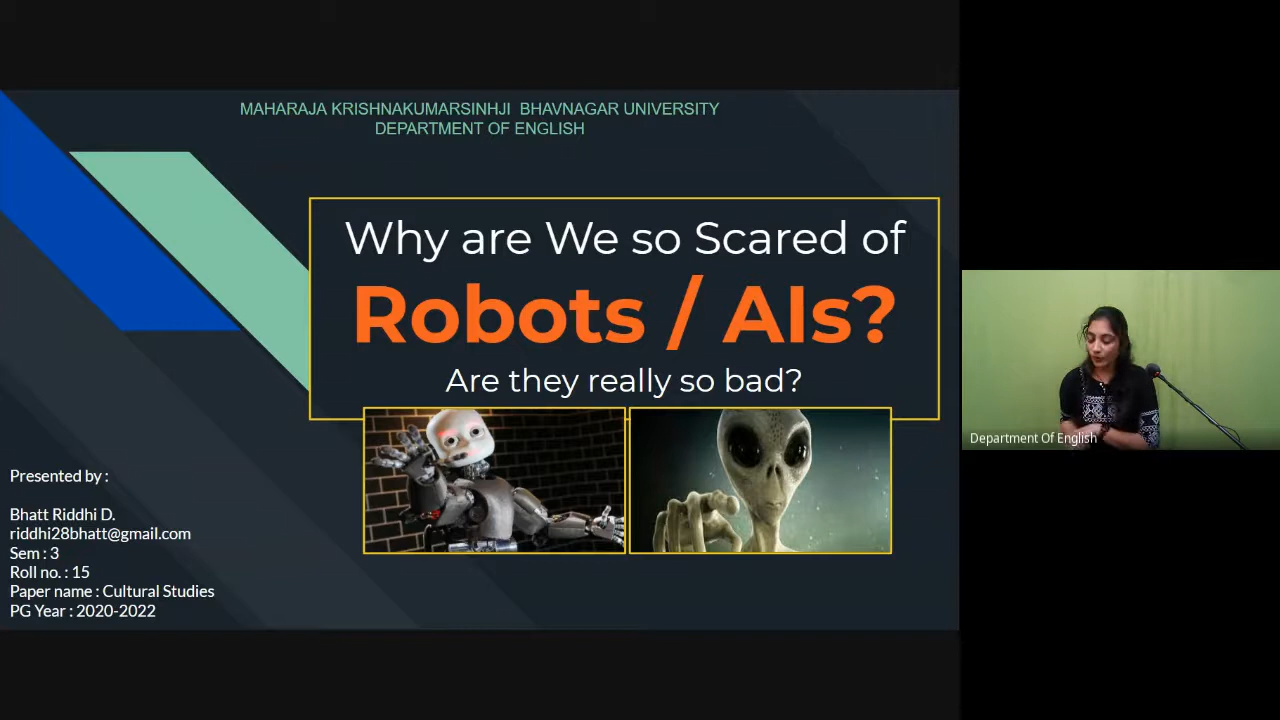 MAHARAJA KRISHNAKUMARSINHJI BHAVNAGAR UNIVERSITY
DEPARTMENT OF ENGLISH
Why are We so Scared of
Robots / AIs?
Are they really so bad?
Presented by :
Bhatt Riddhi D.
riddhi28bhatt@gmail.com
Sem : 3
Roll no. : 15
Paper name : Cultural Studies
PG Year : 2020-2022
Department Of English